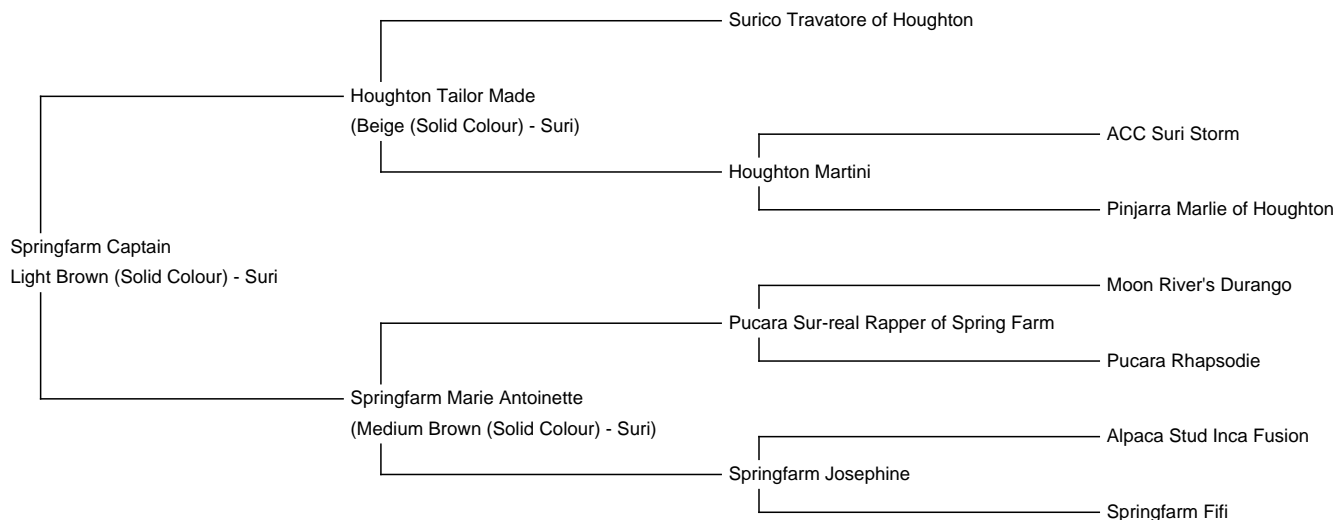 Surico Travatore of Houghton
Houghton Tailor Made
(Beige (Solid Colour) - Suri)
ACC Suri Storm
Houghton Martini
Pinjarra Marlie of Houghton
Springfarm Captain
Light Brown (Solid Colour) - Suri
Moon River's Durango
Pucara Sur-real Rapper of Spring Farm
Pucara Rhapsodie
Springfarm Marie Antoinette
(Medium Brown (Solid Colour) - Suri)
Alpaca Stud Inca Fusion
Springfarm Josephine
Springfarm Fifi